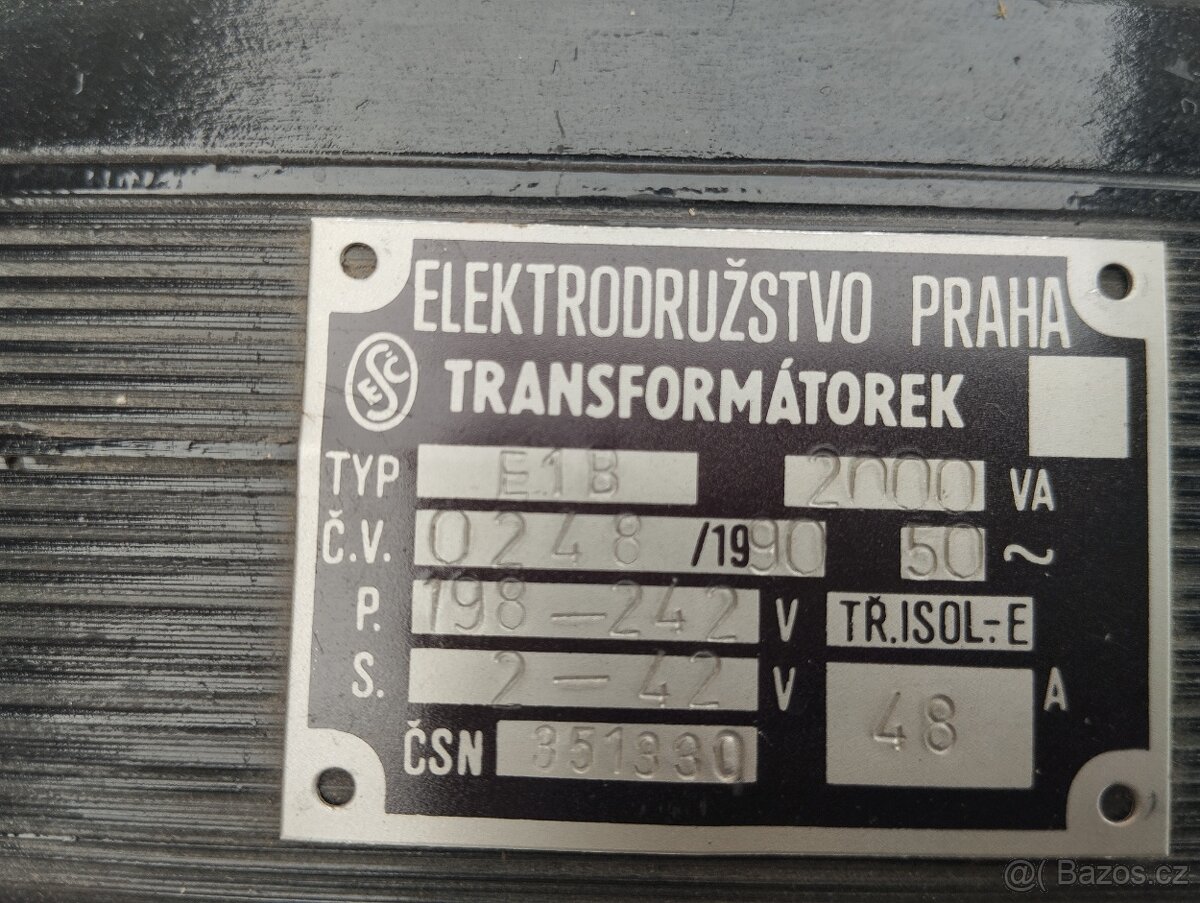 ELEKTRODRUŽSTVO PRAHA
ESČ TRANSFORMÁTOREK
TYP E1B 2000 VA
Č.V. 0248 /1990 50 ~
P. 198-242 V TŘ.ISOL-E
S. 2-42 V 48 A
ČSN 351330
@( Bazos.cz